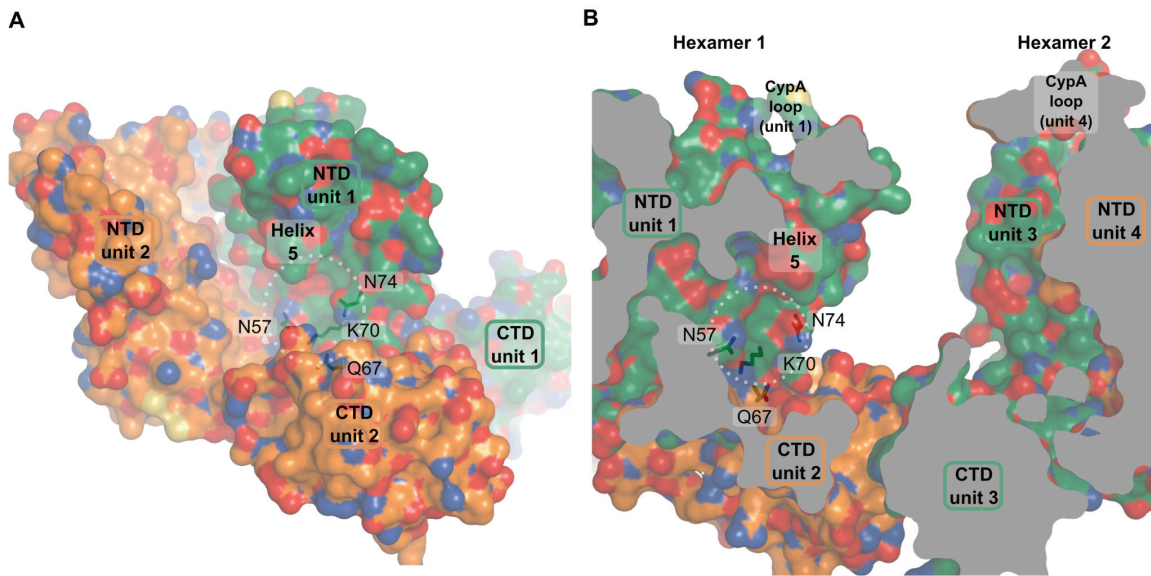 A
NTD
unit 1
NTD
unit 2
Helix
5
N74
N57
K70
Q67
CTD
unit 1
CTD
unit 2
B
Hexamer 1
Hexamer 2
CypA
loop
(unit 1)
CypA
loop
(unit 4)
NTD
unit 1
NTD
unit 3
NTD
unit 4
Helix
5
N74
N57
K70
Q67
CTD
unit 2
CTD
unit 3